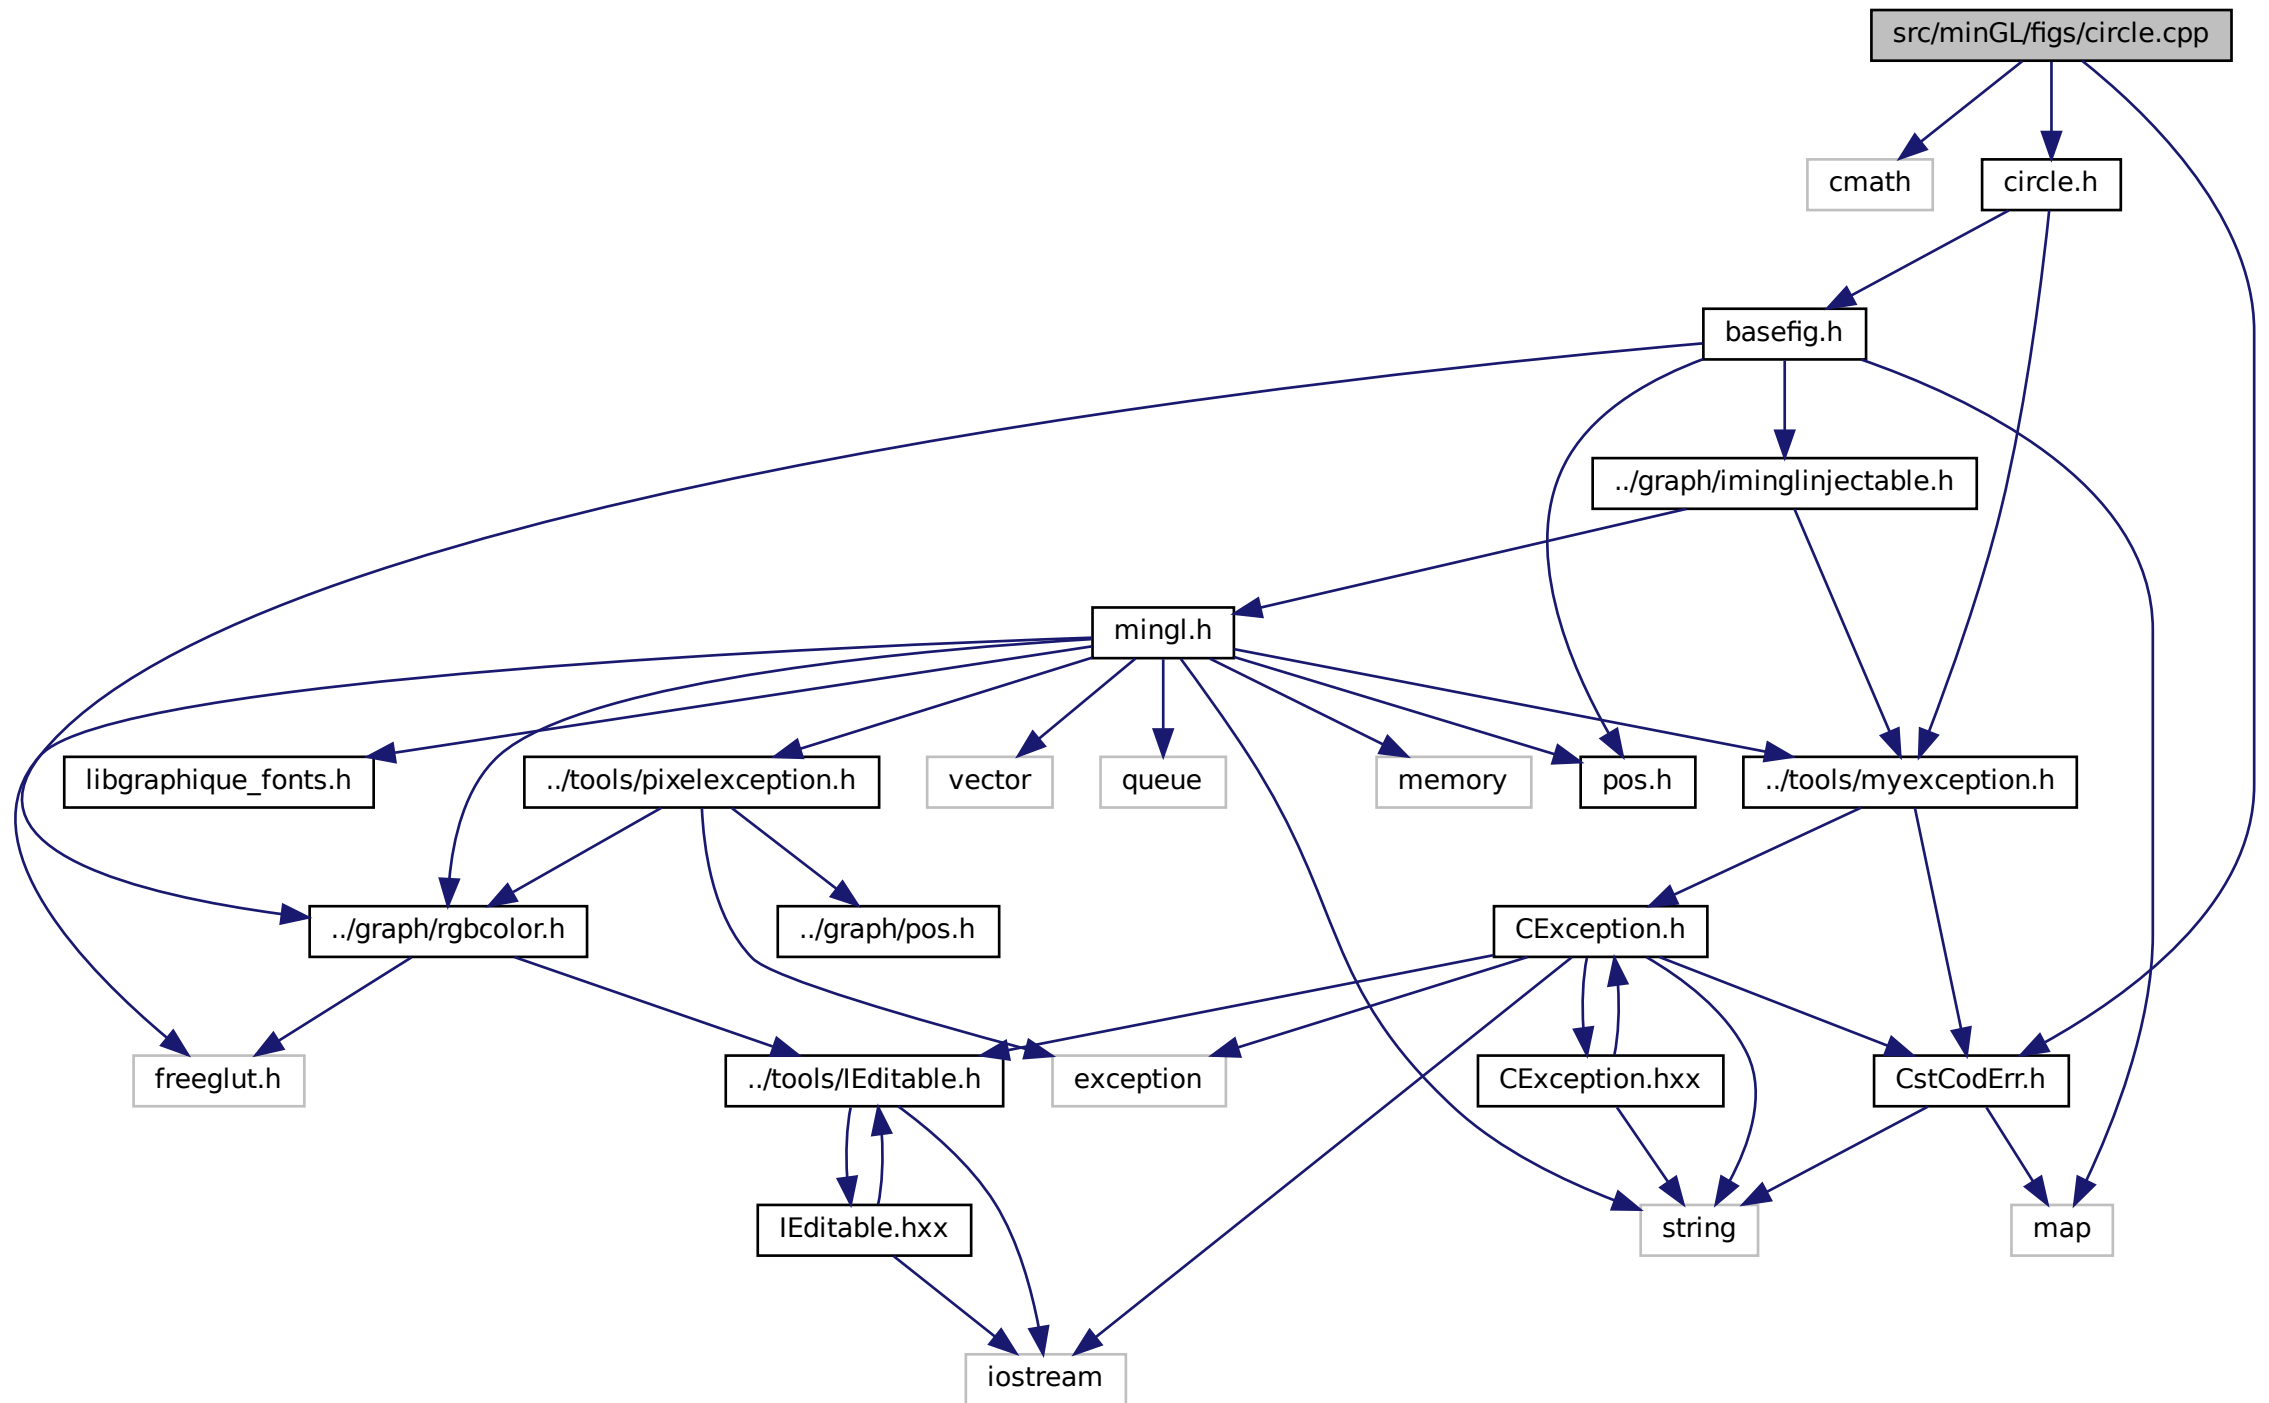 src/minGL/figs/circle.cpp
cmath
circle.h
basefig.h
../graph/iminglinjectable.h
mingl.h
libgraphique_fonts.h
../tools/pixelexception.h
vector
queue
memory
pos.h
../tools/myexception.h
../graph/rgbcolor.h
../graph/pos.h
CException.h
freeglut.h
../tools/IEditable.h
exception
CException.hxx
CstCodErr.h
IEditable.hxx
string
map
iostream